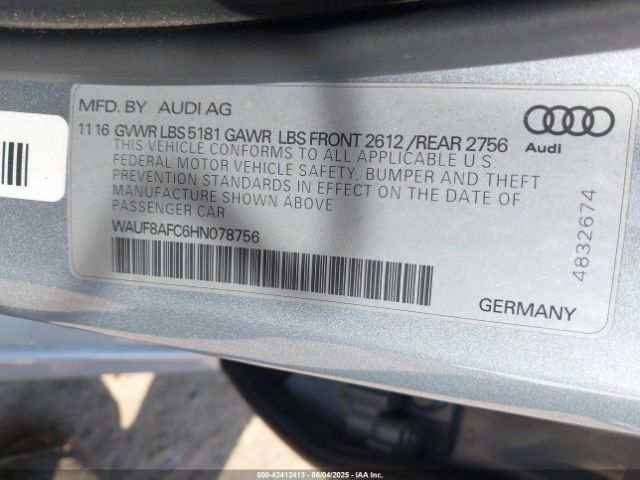 MFD. BY AUDI AG
11 16 GVWR LBS 5181 GAWR LBS FRONT 2612 /REAR 2756
THIS VEHICLE CONFORMS TO ALL APPLICABLE U.S.
FEDERAL MOTOR VEHICLE SAFETY, BUMPER AND THEFT
PREVENTION STANDARDS IN EFFECT ON THE DATE OF
MANUFACTURE SHOWN ABOVE
PASSENGER CAR
WAUF8AFC6HN078756
Audi
4832674
GERMANY
000-42412413 - 06/04/2025 - IAA Inc.